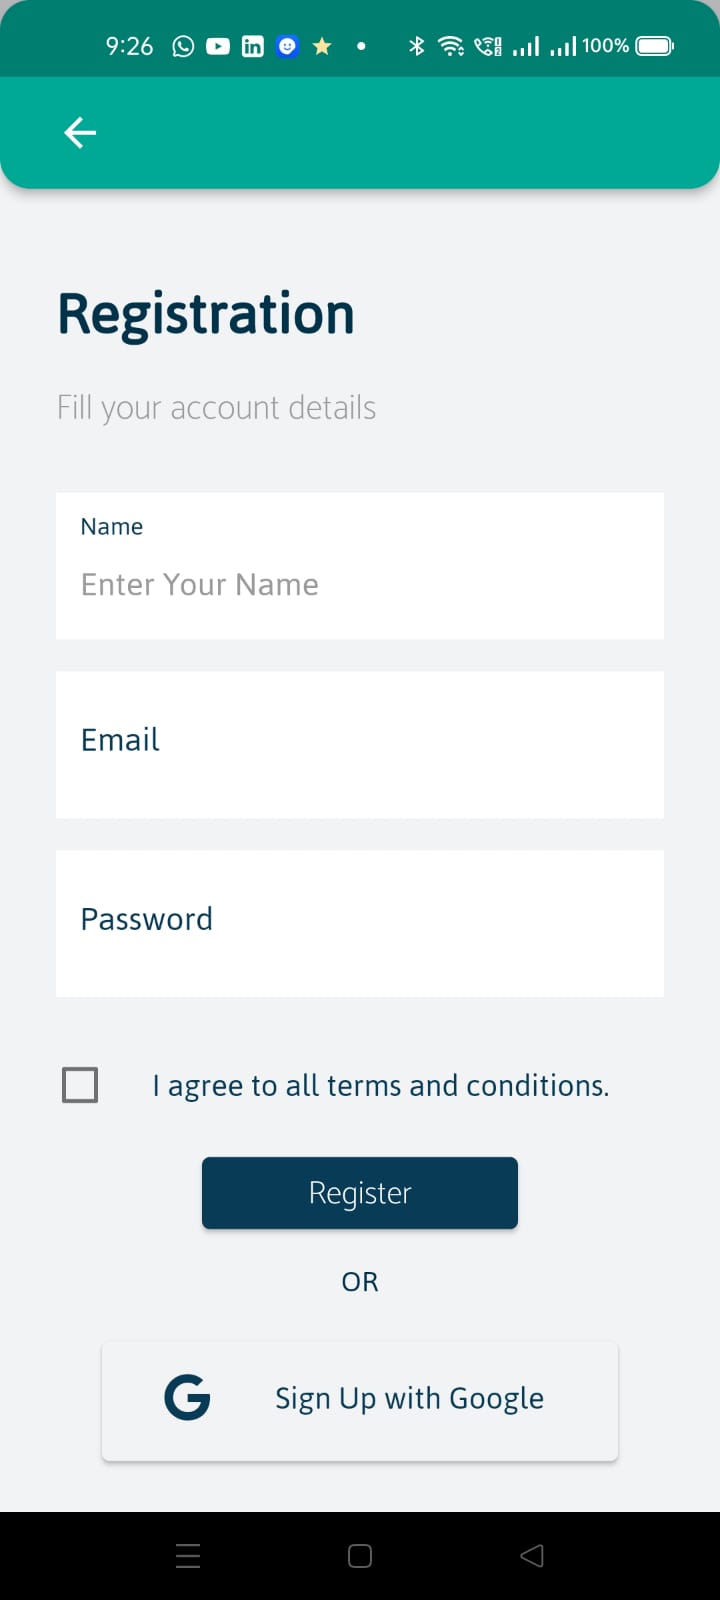 9:26 100%
Registration
Fill your account details
Name
Enter Your Name
Email
Password
I agree to all terms and conditions.
Register
OR
Sign Up with Google